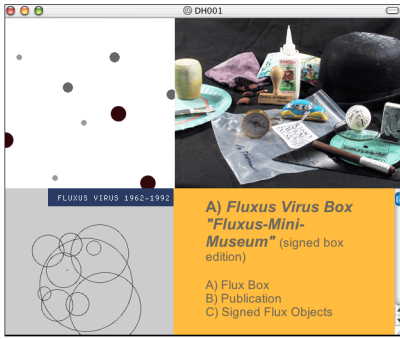 @ DH001
FLUXUS VIRUS 1962-1992
A) Fluxus Virus Box
"Fluxus-Mini-
Museum" (signed box
edition)
A) Flux Box
B) Publication
C) Signed Flux Objects